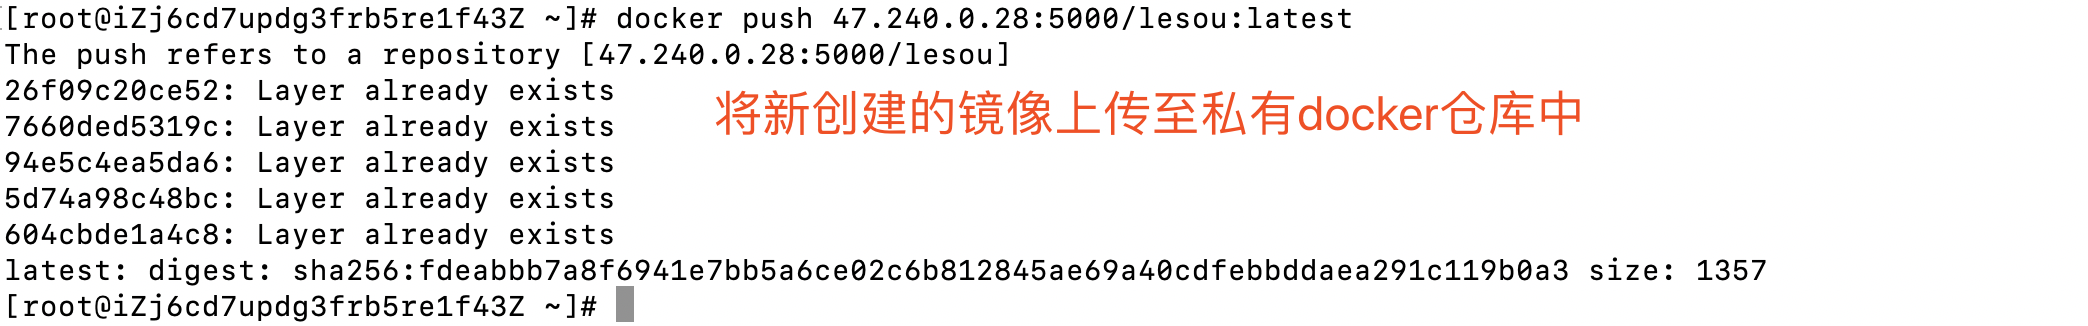 [root@iZj6cd7updg3frb5re1f43Z ~]# docker push 47.240.0.28:5000/lesou:latest
The push refers to a repository [47.240.0.28:5000/lesou]
26f09c20ce52: Layer already exists
将新创建的镜像上传至私有docker仓库中
7660ded5319c: Layer already exists
94e5c4ea5da6: Layer already exists
5d74a98c48bc: Layer already exists
604cbde1a4c8: Layer already exists
latest: digest: sha256:fdeabbb7a8f6941e7bb5a6ce02c6b812845ae69a40cdfebbddaea291c119b0a3 size: 1357
[root@iZj6cd7updg3frb5re1f43Z ~]#